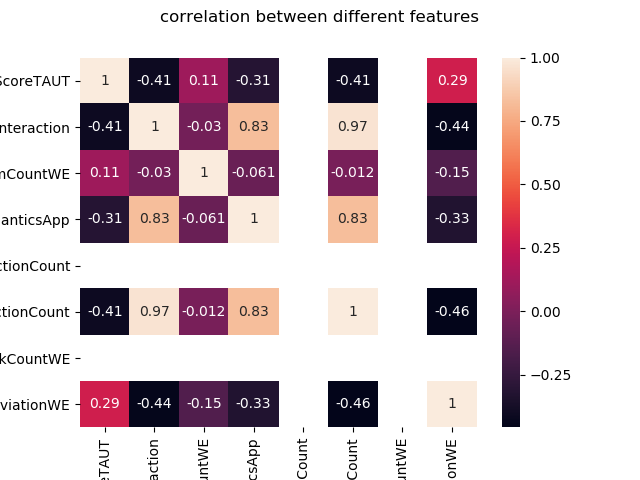 correlation between different features
ScoreTAUT 1 -0.41 0.11 -0.31 -0.41 0.29
nteraction -0.41 1 -0.03 0.83 0.97 -0.44
mCountWE 0.11 -0.03 1 -0.061 -0.012 -0.15
anticsApp -0.31 0.83 -0.061 1 0.83 -0.33
ctionCount
ctionCount -0.41 0.97 -0.012 0.83 1 -0.46
kCountWE
viationWE 0.29 -0.44 -0.15 -0.33 -0.46 1
eTAUT action untWE csApp Count Count untWE onWE
1.00
0.75
0.50
0.25
0.00
−0.25